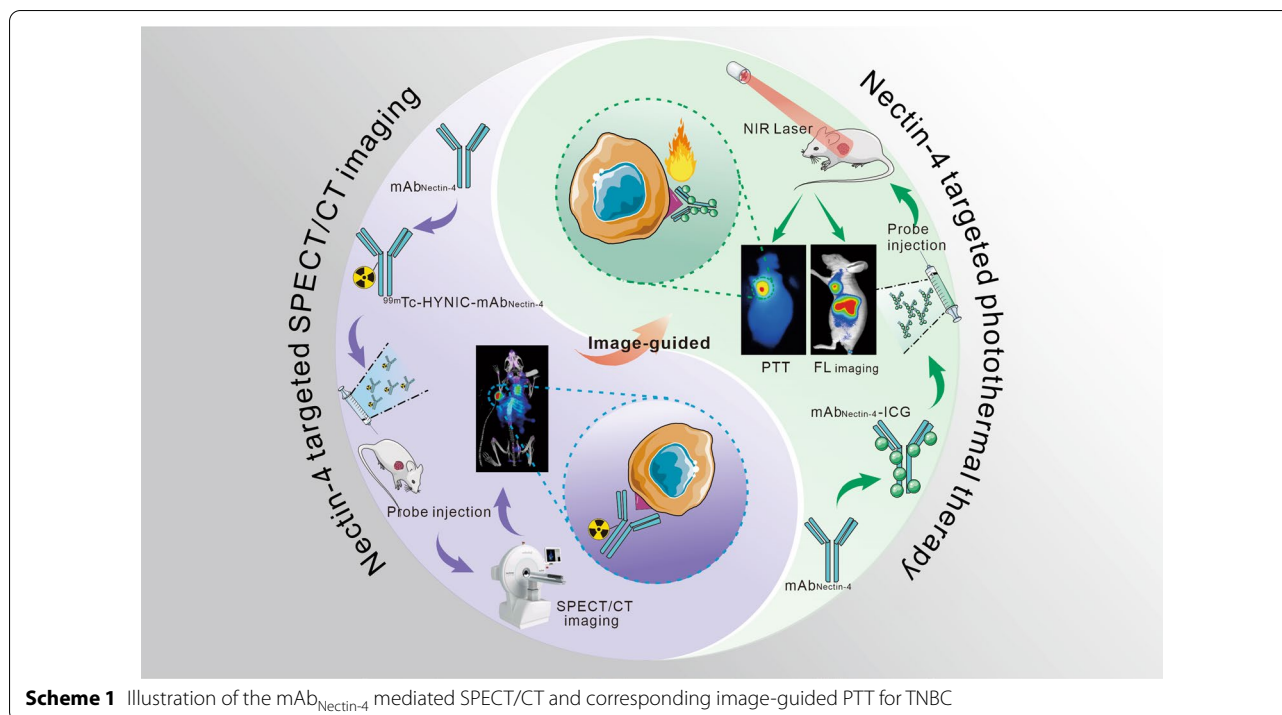 Nectin-4 targeted SPECT/CT imaging
mAbNectin-4
99mTc-HYNIC-mAbNectin-4
Probe injection
SPECT/CT
imaging
Image-guided
Nectin-4 targeted photothermal therapy
NIR Laser
Probe
injection
PTT
FL imaging
mAbNectin-4-ICG
mAbNectin-4
Scheme 1 Illustration of the mAbNectin-4 mediated SPECT/CT and corresponding image-guided PTT for TNBC